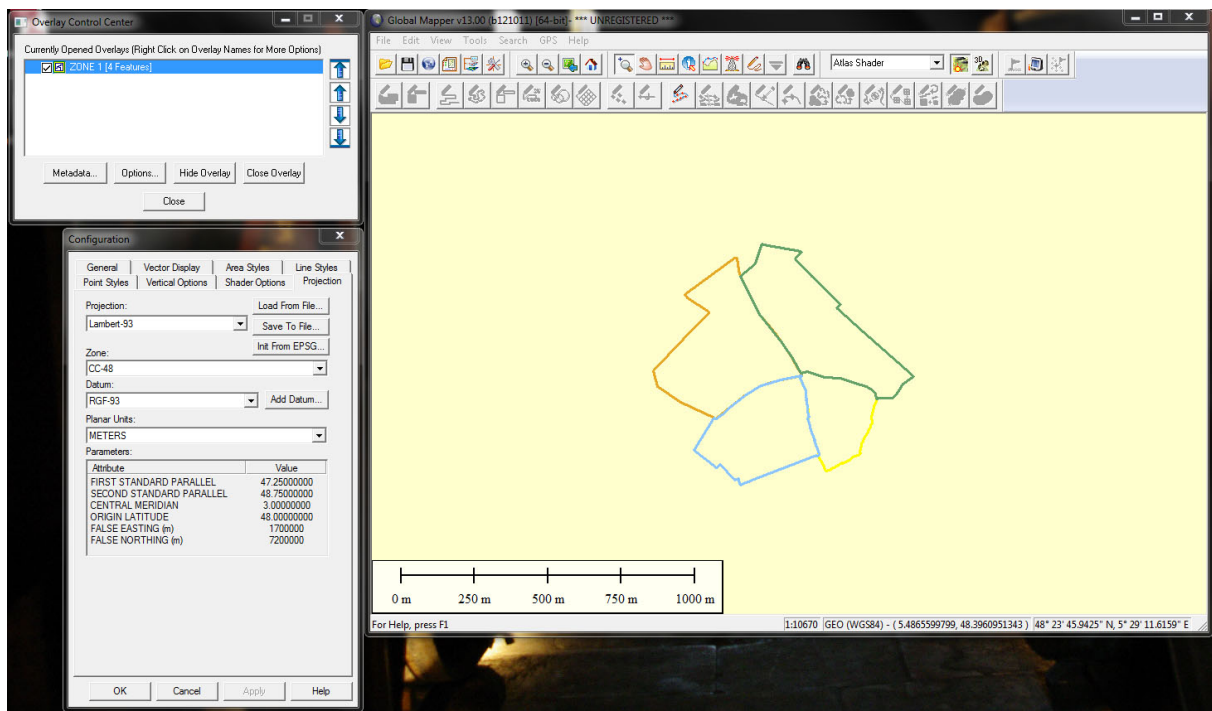 Overlay Control Center
Currently Opened Overlays (Right Click on Overlay Names for More Options)
ZONE 1 [4 Features]
Metadata... Options... Hide Overlay Close Overlay
Close
Configuration
General Vector Display Area Styles Line Styles
Point Styles Vertical Options Shader Options Projection
Projection: Load From File...
Lambert-93 Save To File...
Init From EPSG...
Zone:
CC-48
Datum:
RGF-93 Add Datum...
Planar Units:
METERS
Parameters:
Attribute Value
FIRST STANDARD PARALLEL 47.25000000
SECOND STANDARD PARALLEL 48.75000000
CENTRAL MERIDIAN 3.00000000
ORIGIN LATITUDE 48.00000000
FALSE EASTING (m) 1700000
FALSE NORTHING (m) 7200000
OK Cancel Apply Help
Global Mapper v13.00 (b121011) [64-bit] - *** UNREGISTERED ***
File Edit View Tools Search GPS Help
Atlas Shader
3D
0 m 250 m 500 m 750 m 1000 m
For Help, press F1 1:10670 GEO (WGS84) - ( 5.4865599799, 48.3960951343 ) 48° 23' 45.9425" N, 5° 29' 11.6159" E